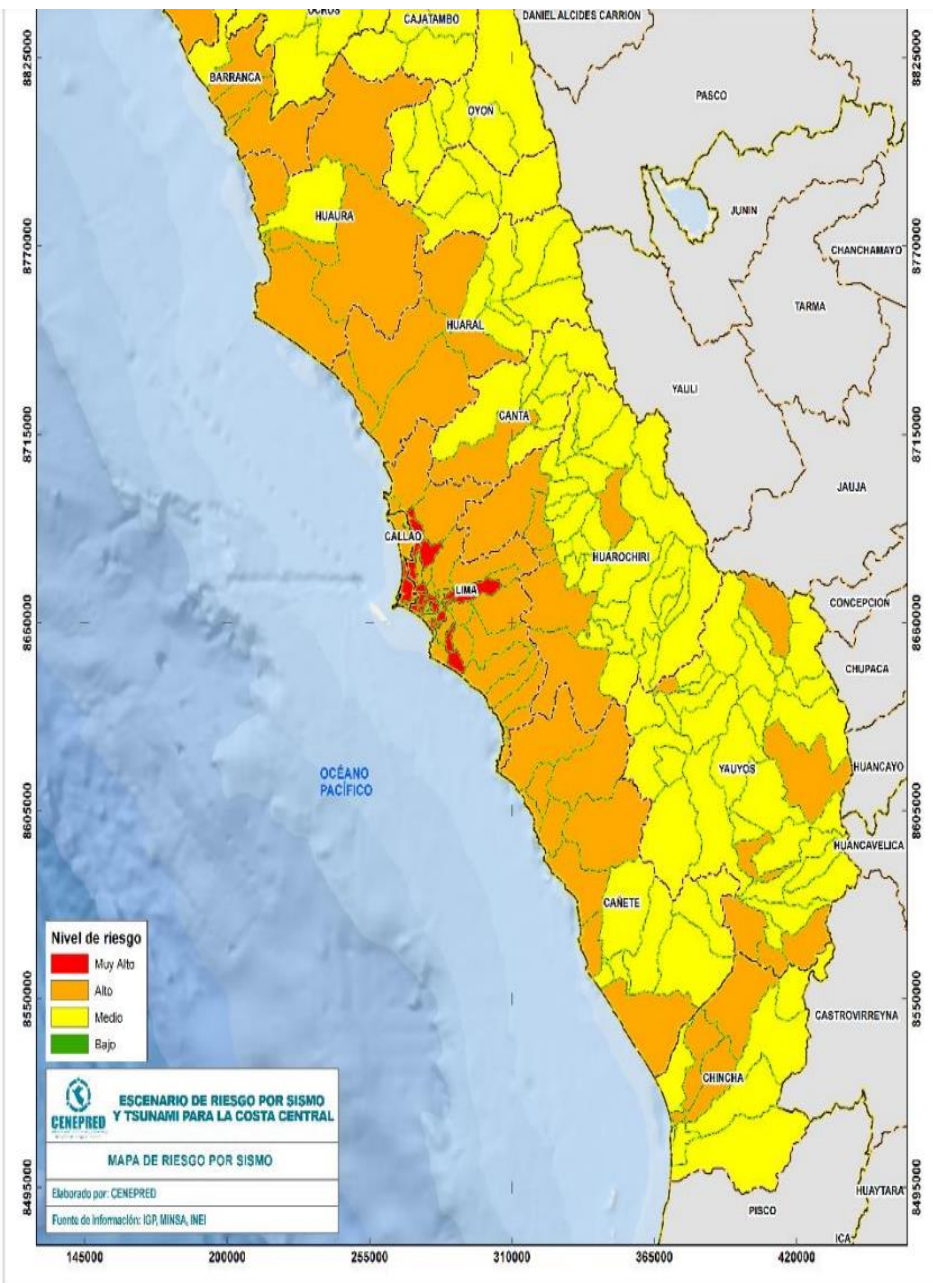 OCROS
CAJATAMBO
DANIEL ALCIDES CARRION
8825000
8825000
BARRANCA
PASCO
OYON
JUNIN
HUAURA
8770000
8770000
CHANCHAMAYO
TARMA
HUARAL
YAULI
CANTA
8715000
8715000
JAUJA
CALLAO
HUAROCHIRI
LIMA
CONCEPCION
8660000
8660000
CHUPACA
OCÉANO
PACÍFICO
YAUYOS
HUANCAYO
8605000
8605000
HUANCAVELICA
CAÑETE
Nivel de riesgo
Muy Alto
Alto
Medio
Bajo
8550000
8550000
CASTROVIRREYNA
CHINCHA
CENEPRED
ESCENARIO DE RIESGO POR SISMO
Y TSUNAMI PARA LA COSTA CENTRAL
MAPA DE RIESGO POR SISMO
Elaborado por: CENEPRED
Fuente de Información: IGP, MINSA, INEI
8495000
8495000
HUAYTARA
PISCO
ICA
145000 200000 255000 310000 365000 420000